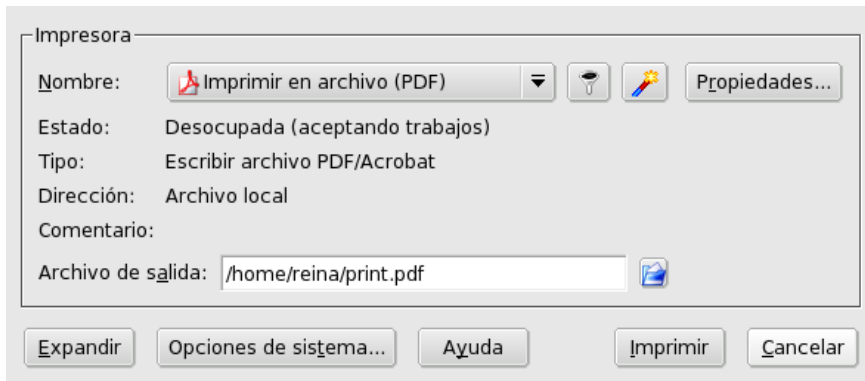 Impresora
Nombre: Imprimir en archivo (PDF) Propiedades...
Estado: Desocupada (aceptando trabajos)
Tipo: Escribir archivo PDF/Acrobat
Dirección: Archivo local
Comentario:
Archivo de salida: /home/reina/print.pdf
Expandir Opciones de sistema... Ayuda Imprimir Cancelar